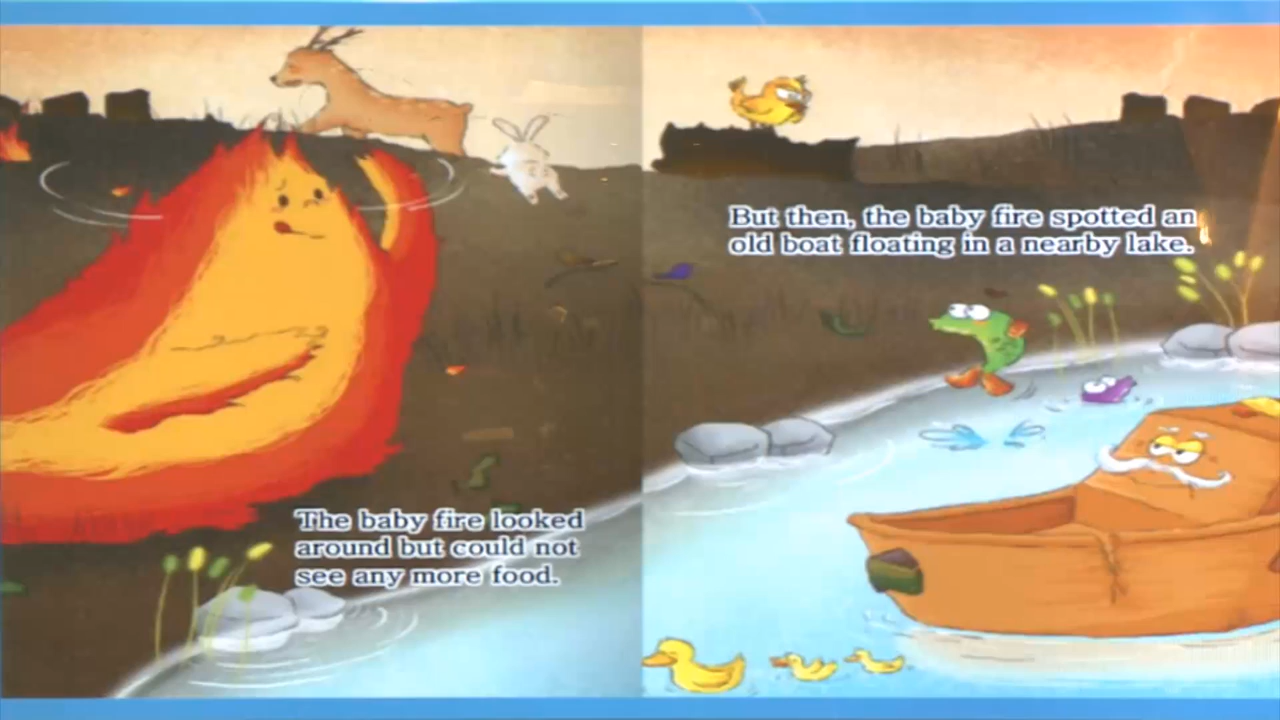 The baby fire looked
around but could not
see any more food.
But then, the baby fire spotted an
old boat floating in a nearby lake.